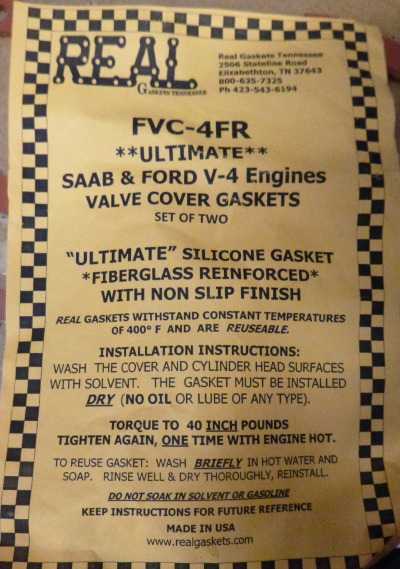 REAL
GASKETS TENNESSEE
Real Gaskets Tennessee
2506 Stateline Road
Elizabethton, TN 37643
800-635-7325
Ph 423-543-6194
FVC-4FR
**ULTIMATE**
SAAB & FORD V-4 Engines
VALVE COVER GASKETS
SET OF TWO
"ULTIMATE" SILICONE GASKET
*FIBERGLASS REINFORCED*
WITH NON SLIP FINISH
REAL GASKETS WITHSTAND CONSTANT TEMPERATURES
OF 400° F AND ARE REUSEABLE.
INSTALLATION INSTRUCTIONS:
WASH THE COVER AND CYLINDER HEAD SURFACES
WITH SOLVENT. THE GASKET MUST BE INSTALLED
DRY (NO OIL OR LUBE OF ANY TYPE).
TORQUE TO 40 INCH POUNDS
TIGHTEN AGAIN, ONE TIME WITH ENGINE HOT.
TO REUSE GASKET: WASH BRIEFLY IN HOT WATER AND
SOAP. RINSE WELL & DRY THOROUGHLY, REINSTALL.
DO NOT SOAK IN SOLVENT OR GASOLINE
KEEP INSTRUCTIONS FOR FUTURE REFERENCE
MADE IN USA
www.realgaskets.com